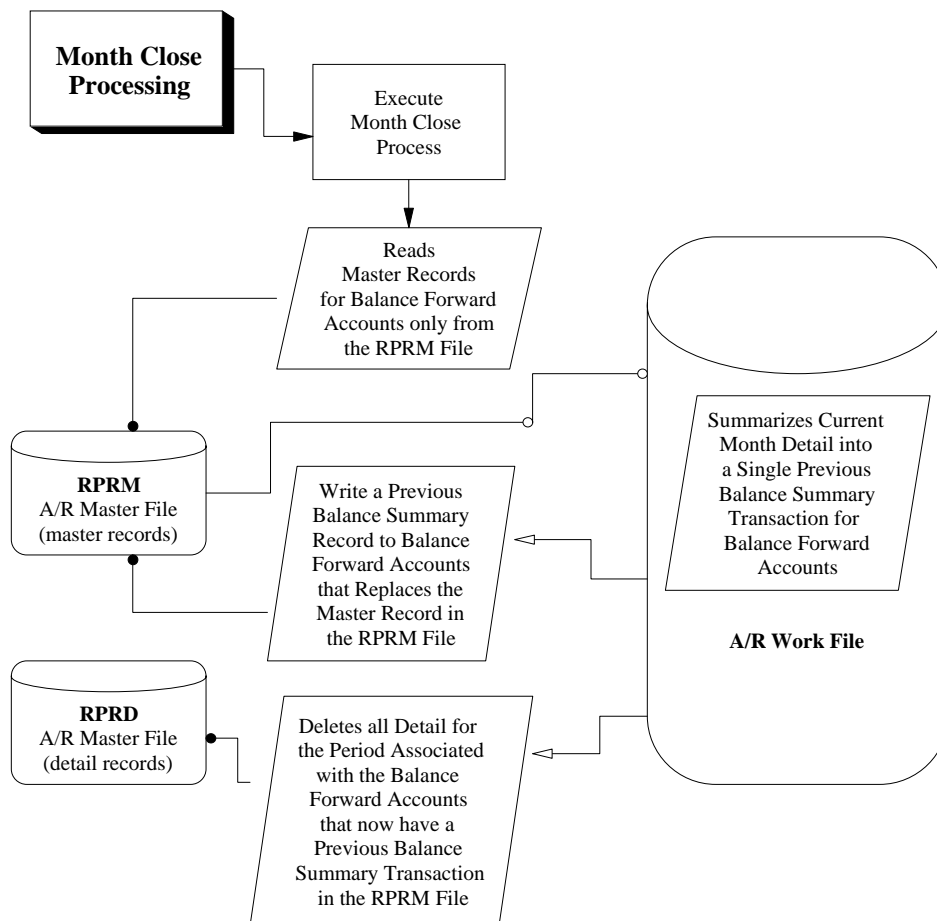 Month Close
Processing
Execute
Month Close
Process
Reads
Master Records
for Balance Forward
Accounts only from
the RPRM File
Summarizes Current
Month Detail into
a Single Previous
Balance Summary
Transaction for
Balance Forward
Accounts
A/R Work File
RPRM
A/R Master File
(master records)
Write a Previous
Balance Summary
Record to Balance
Forward Accounts
that Replaces the
Master Record in
the RPRM File
RPRD
A/R Master File
(detail records)
Deletes all Detail for
the Period Associated
with the Balance
Forward Accounts
that now have a
Previous Balance
Summary Transaction
in the RPRM File